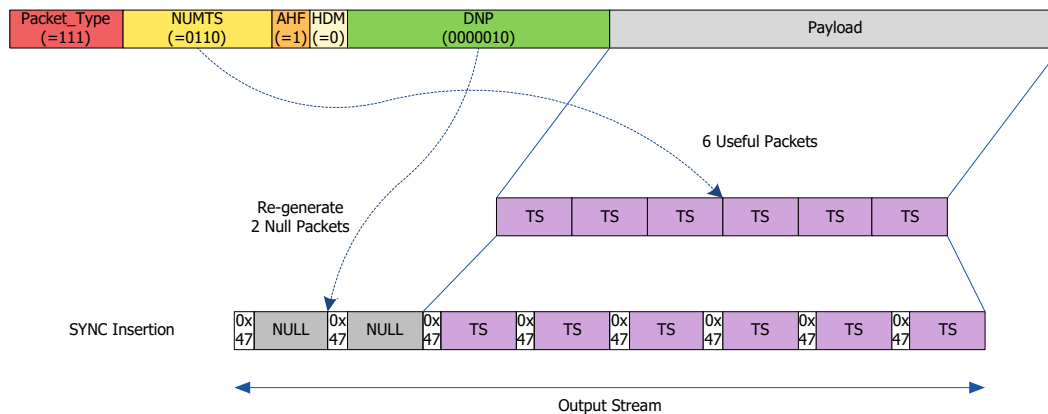 Packet_Type
(=111)
NUMTS
(=0110)
AHF
(=1)
HDM
(=0)
DNP
(0000010)
Payload
6 Useful Packets
Re-generate
2 Null Packets
TS
TS
TS
TS
TS
TS
SYNC Insertion
0x
47
NULL
0x
47
NULL
0x
47
TS
0x
47
TS
0x
47
TS
0x
47
TS
0x
47
TS
0x
47
TS
Output Stream